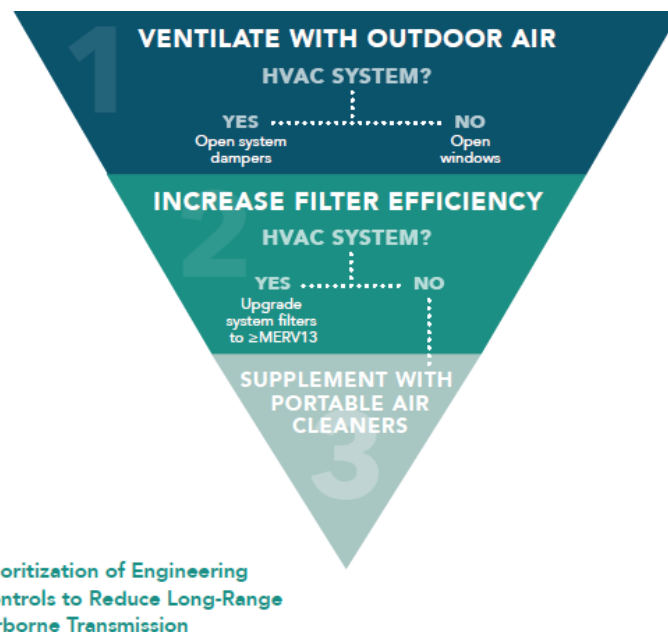 1
VENTILATE WITH OUTDOOR AIR
HVAC SYSTEM?
YES NO
Open system Open
dampers windows
2
INCREASE FILTER EFFICIENCY
HVAC SYSTEM?
YES NO
Upgrade
system filters
to ≥MERV13
3
SUPPLEMENT WITH
PORTABLE AIR
CLEANERS
oritization of Engineering
ntrols to Reduce Long-Range
rborne Transmission